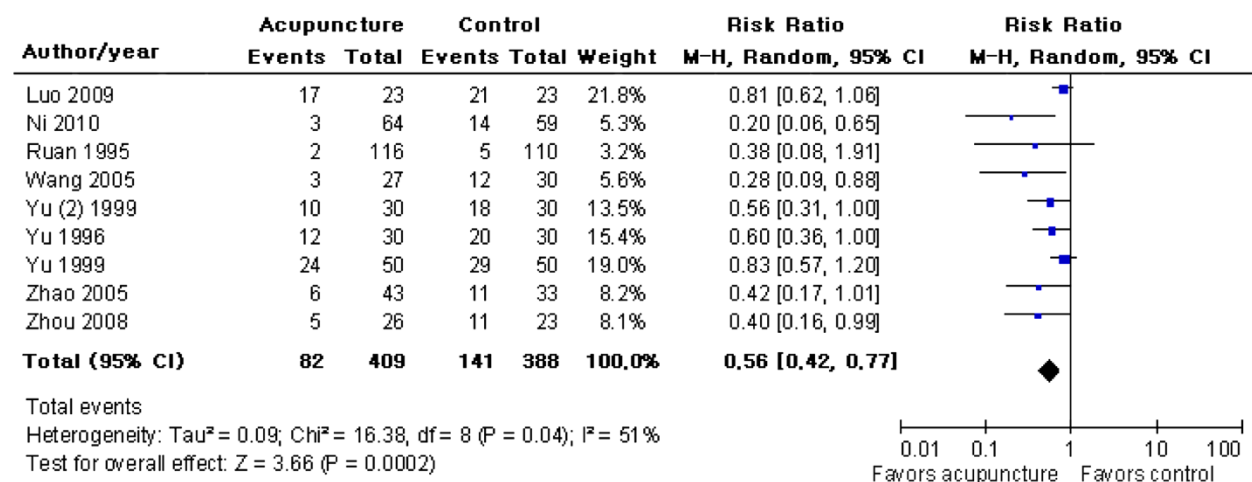 Acupuncture Control Risk Ratio Risk Ratio
Author/year Events Total Events Total Weight M-H, Random, 95% CI M-H, Random, 95% CI
Luo 2009 17 23 21 23 21.8% 0.81 [0.62, 1.06]
Ni 2010 3 64 14 59 5.3% 0.20 [0.06, 0.65]
Ruan 1995 2 116 5 110 3.2% 0.38 [0.08, 1.91]
Wang 2005 3 27 12 30 5.6% 0.28 [0.09, 0.88]
Yu (2) 1999 10 30 18 30 13.5% 0.56 [0.31, 1.00]
Yu 1996 12 30 20 30 15.4% 0.60 [0.36, 1.00]
Yu 1999 24 50 29 50 19.0% 0.83 [0.57, 1.20]
Zhao 2005 6 43 11 33 8.2% 0.42 [0.17, 1.01]
Zhou 2008 5 26 11 23 8.1% 0.40 [0.16, 0.99]
Total (95% CI) 82 409 141 388 100.0% 0.56 [0.42, 0.77]
Total events
Heterogeneity: Tau² = 0.09; Chi² = 16.38, df = 8 (P = 0.04); I² = 51%
Test for overall effect: Z = 3.66 (P = 0.0002)
0.01 0.1 1 10 100
Favors acupuncture Favors control